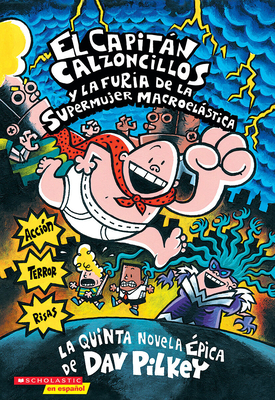 EL CAPITÁN
CALZONCILLOS
Y LA FURIA DE LA
SUPERMUJER MACROELÁSTICA
ACCIÓN
TERROR
RISAS
LA QUINTA NOVELA ÉPICA
DE DAV PILKEY
SCHOLASTIC
en español